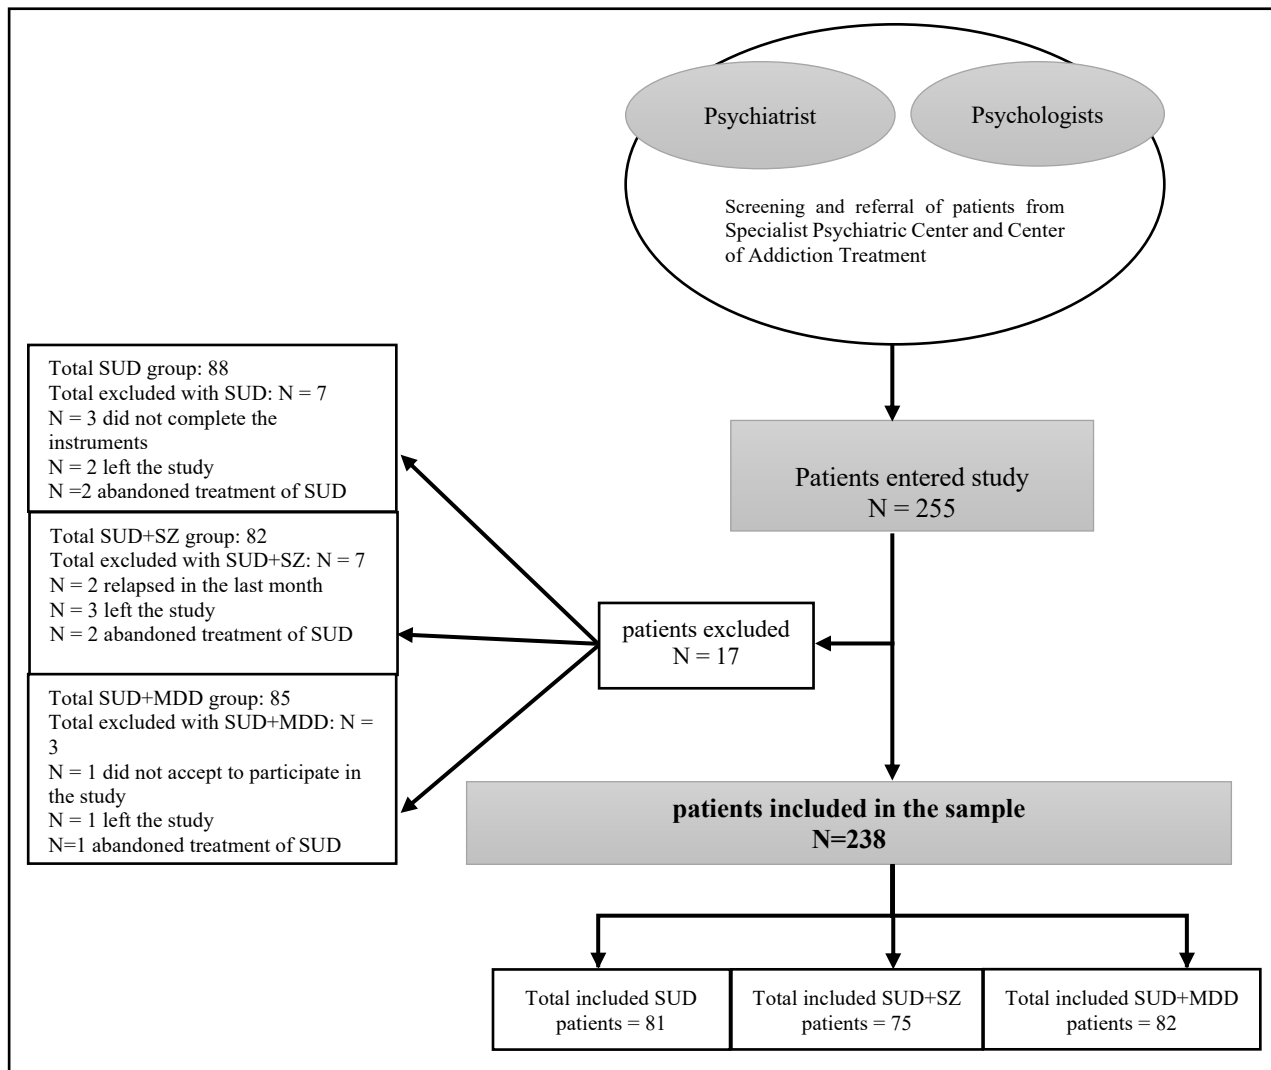 Psychiatrist
Psychologists
Screening and referral of patients from
Specialist Psychiatric Center and Center
of Addiction Treatment
Total SUD group: 88
Total excluded with SUD: N = 7
N = 3 did not complete the
instruments
N = 2 left the study
N =2 abandoned treatment of SUD
Total SUD+SZ group: 82
Total excluded with SUD+SZ: N = 7
N = 2 relapsed in the last month
N = 3 left the study
N = 2 abandoned treatment of SUD
Total SUD+MDD group: 85
Total excluded with SUD+MDD: N =
3
N = 1 did not accept to participate in
the study
N = 1 left the study
N=1 abandoned treatment of SUD
Patients entered study
N = 255
patients excluded
N = 17
patients included in the sample
N=238
Total included SUD
patients = 81
Total included SUD+SZ
patients = 75
Total included SUD+MDD
patients = 82